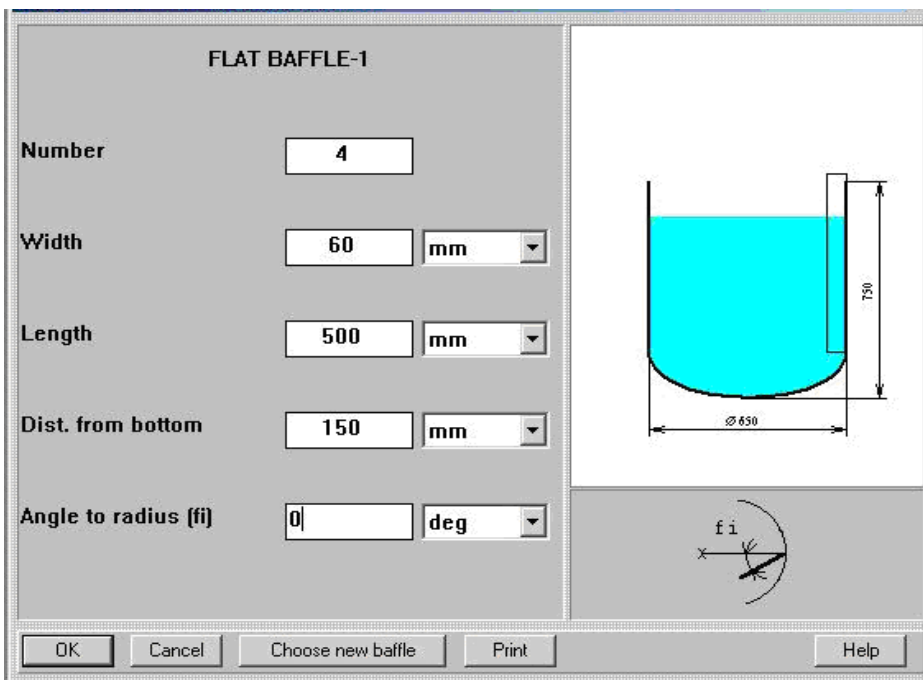 FLAT BAFFLE-1
Number 4
Width 60 mm
Length 500 mm
Dist. from bottom 150 mm
Angle to radius (fi) 0 deg
750
Ø 650
fi
OK Cancel Choose new baffle Print Help